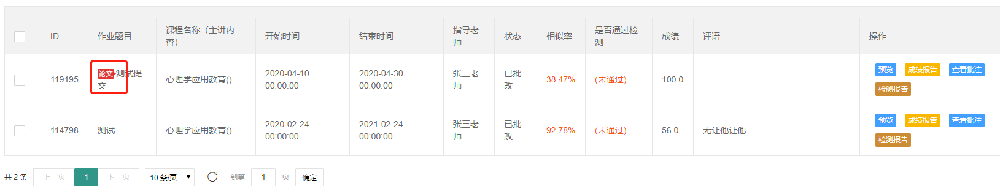 ID 作业题目 课程名称（主讲内 开始时间 结束时间 指导老 状态 相似率 是否通过检 成绩 评语 操作
容） 师 测
119195 论文 测试提 心理学应用教育() 2020-04-10 2020-04-30 张三老 已批 38.47% (未通过) 100.0 预览 成绩报告 查看批注
交 00:00:00 00:00:00 师 改 检测报告
114798 测试 心理学应用教育() 2020-02-24 2021-02-24 张三老 已批 92.78% (未通过) 56.0 无让他让他 预览 成绩报告 查看批注
00:00:00 00:00:00 师 改 检测报告
共 2 条 上一页 1 下一页 10 条/页 到第 1 页 确定